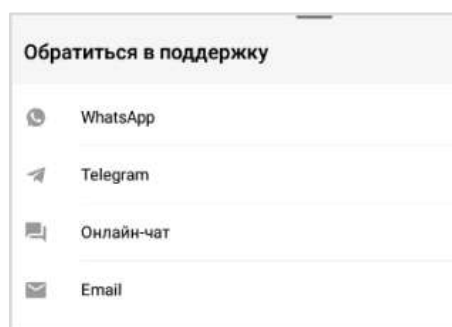 Обратиться в поддержку
WhatsApp
Telegram
Онлайн-чат
Email